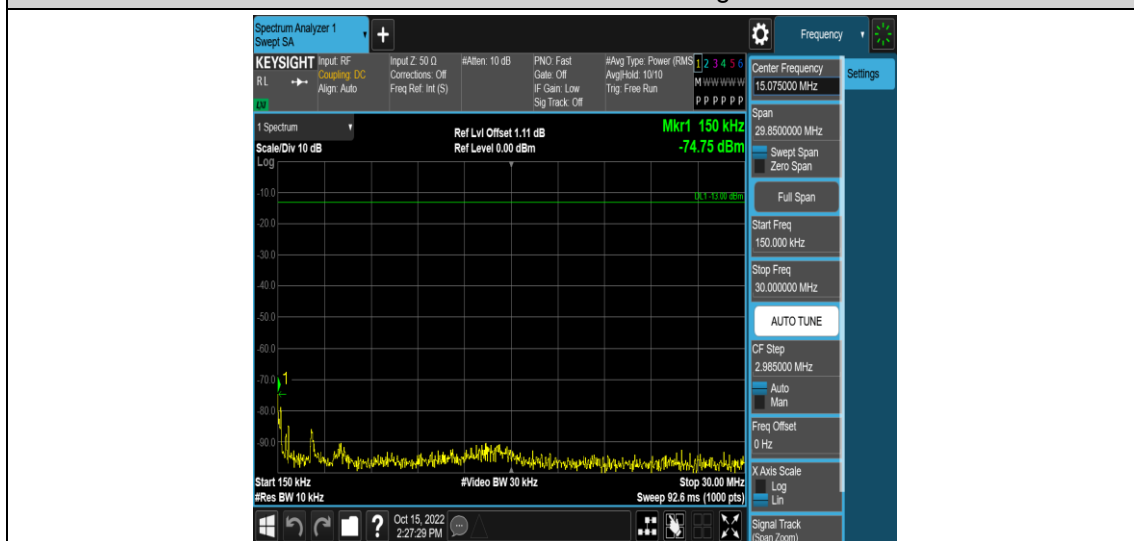 Spectrum Analyzer 1
Swept SA
Frequency
KEYSIGHT
RL
LXI
Input: RF
Coupling: DC
Align: Auto
Input Z: 50 Ω
Corrections: Off
Freq Ref: Int (S)
#Atten: 10 dB
PNO: Fast
Gate: Off
IF Gain: Low
Sig Track: Off
#Avg Type: Power (RMS
Avg|Hold: 10/10
Trig: Free Run
1 2 3 4 5 6
M W W W W W
P P P P P P
1 Spectrum
Scale/Div 10 dB
Log
Ref Lvl Offset 1.11 dB
Ref Level 0.00 dBm
Mkr1 150 kHz
-74.75 dBm
DL1 -13.00 dBm
-10.0
-20.0
-30.0
-40.0
-50.0
-60.0
-70.0
1
-80.0
-90.0
Start 150 kHz
#Video BW 30 kHz
Stop 30.00 MHz
#Res BW 10 kHz
Sweep 92.6 ms (1000 pts)
?
Oct 15, 2022
2:27:29 PM
Center Frequency
15.075000 MHz
Settings
Span
29.8500000 MHz
Swept Span
Zero Span
Full Span
Start Freq
150.000 kHz
Stop Freq
30.000000 MHz
AUTO TUNE
CF Step
2.985000 MHz
Auto
Man
Freq Offset
0 Hz
X Axis Scale
Log
Lin
Signal Track
(Span Zoom)